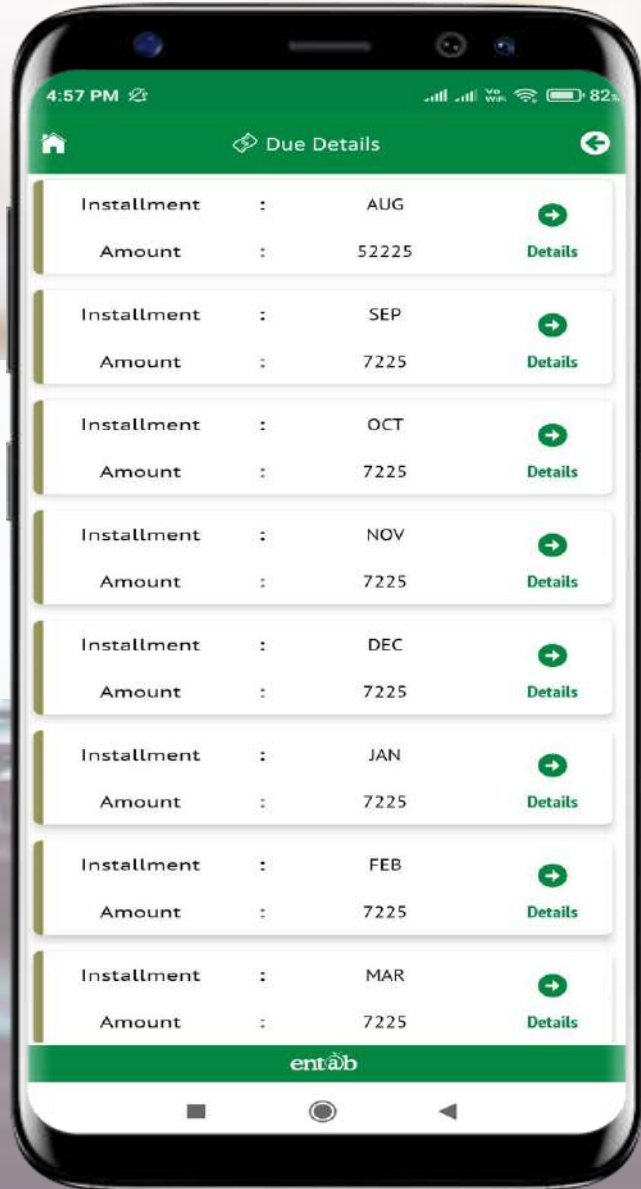 4:57 PM Vo WiFi 82%
Due Details
Installment : AUG
Amount : 52225 Details
Installment : SEP
Amount : 7225 Details
Installment : OCT
Amount : 7225 Details
Installment : NOV
Amount : 7225 Details
Installment : DEC
Amount : 7225 Details
Installment : JAN
Amount : 7225 Details
Installment : FEB
Amount : 7225 Details
Installment : MAR
Amount : 7225 Details
entab